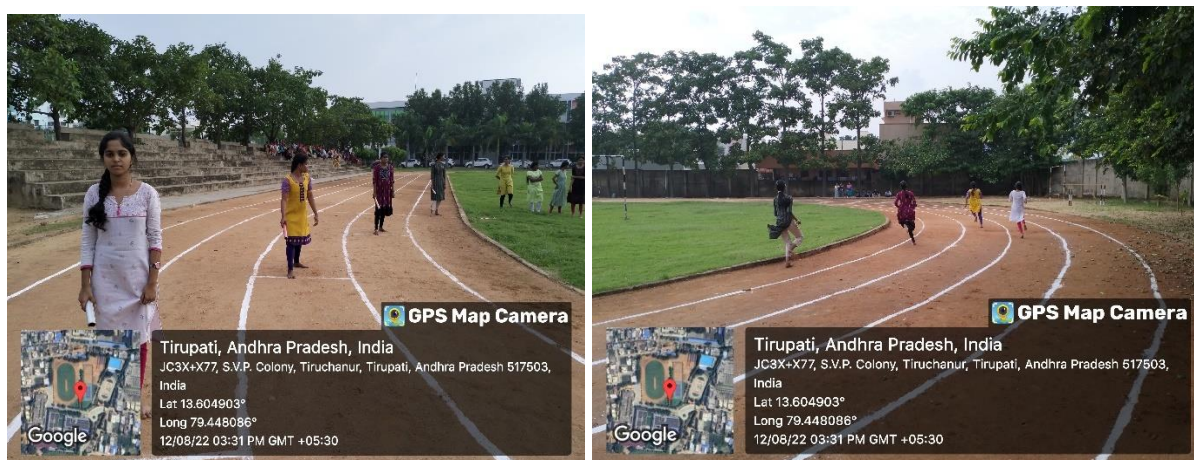 GPS Map Camera
Tirupati, Andhra Pradesh, India
JC3X+X77, S.V.P. Colony, Tiruchanur, Tirupati, Andhra Pradesh 517503,
India
Lat 13.604903°
Long 79.448086°
12/08/22 03:31 PM GMT +05:30
Google
GPS Map Camera
Tirupati, Andhra Pradesh, India
JC3X+X77, S.V.P. Colony, Tiruchanur, Tirupati, Andhra Pradesh 517503,
India
Lat 13.604903°
Long 79.448086°
12/08/22 03:31 PM GMT +05:30
Google